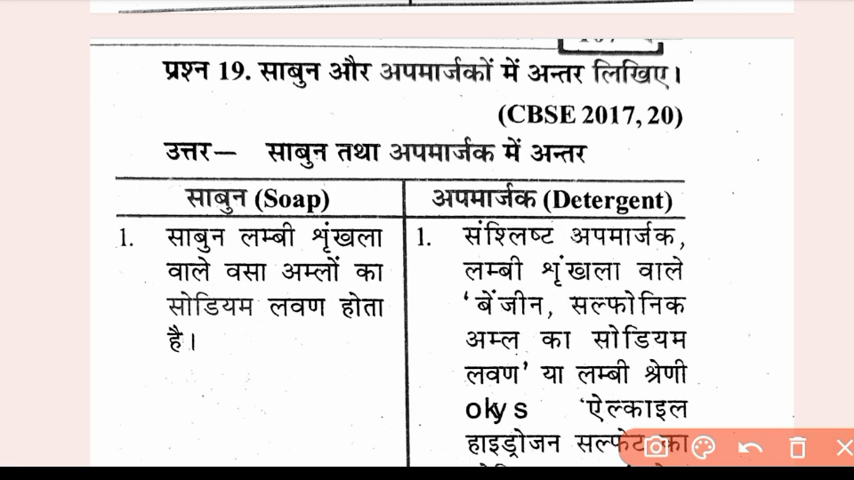 प्रश्न 19. साबुन और अपमार्जकों में अन्तर लिखिए।
(CBSE 2017, 20)
उत्तर— साबुन तथा अपमार्जक में अन्तर
साबुन (Soap)
1. साबुन लम्बी शृंखला
वाले वसा अम्लों का
सोडियम लवण होता
है।
अपमार्जक (Detergent)
1. संश्लिष्ट अपमार्जक,
लम्बी शृंखला वाले
'बेंजीन, सल्फोनिक
अम्ल का सोडियम
लवण' या लम्बी श्रेणी
okys 'ऐल्काइल
हाइड्रोजन सल्फेट का